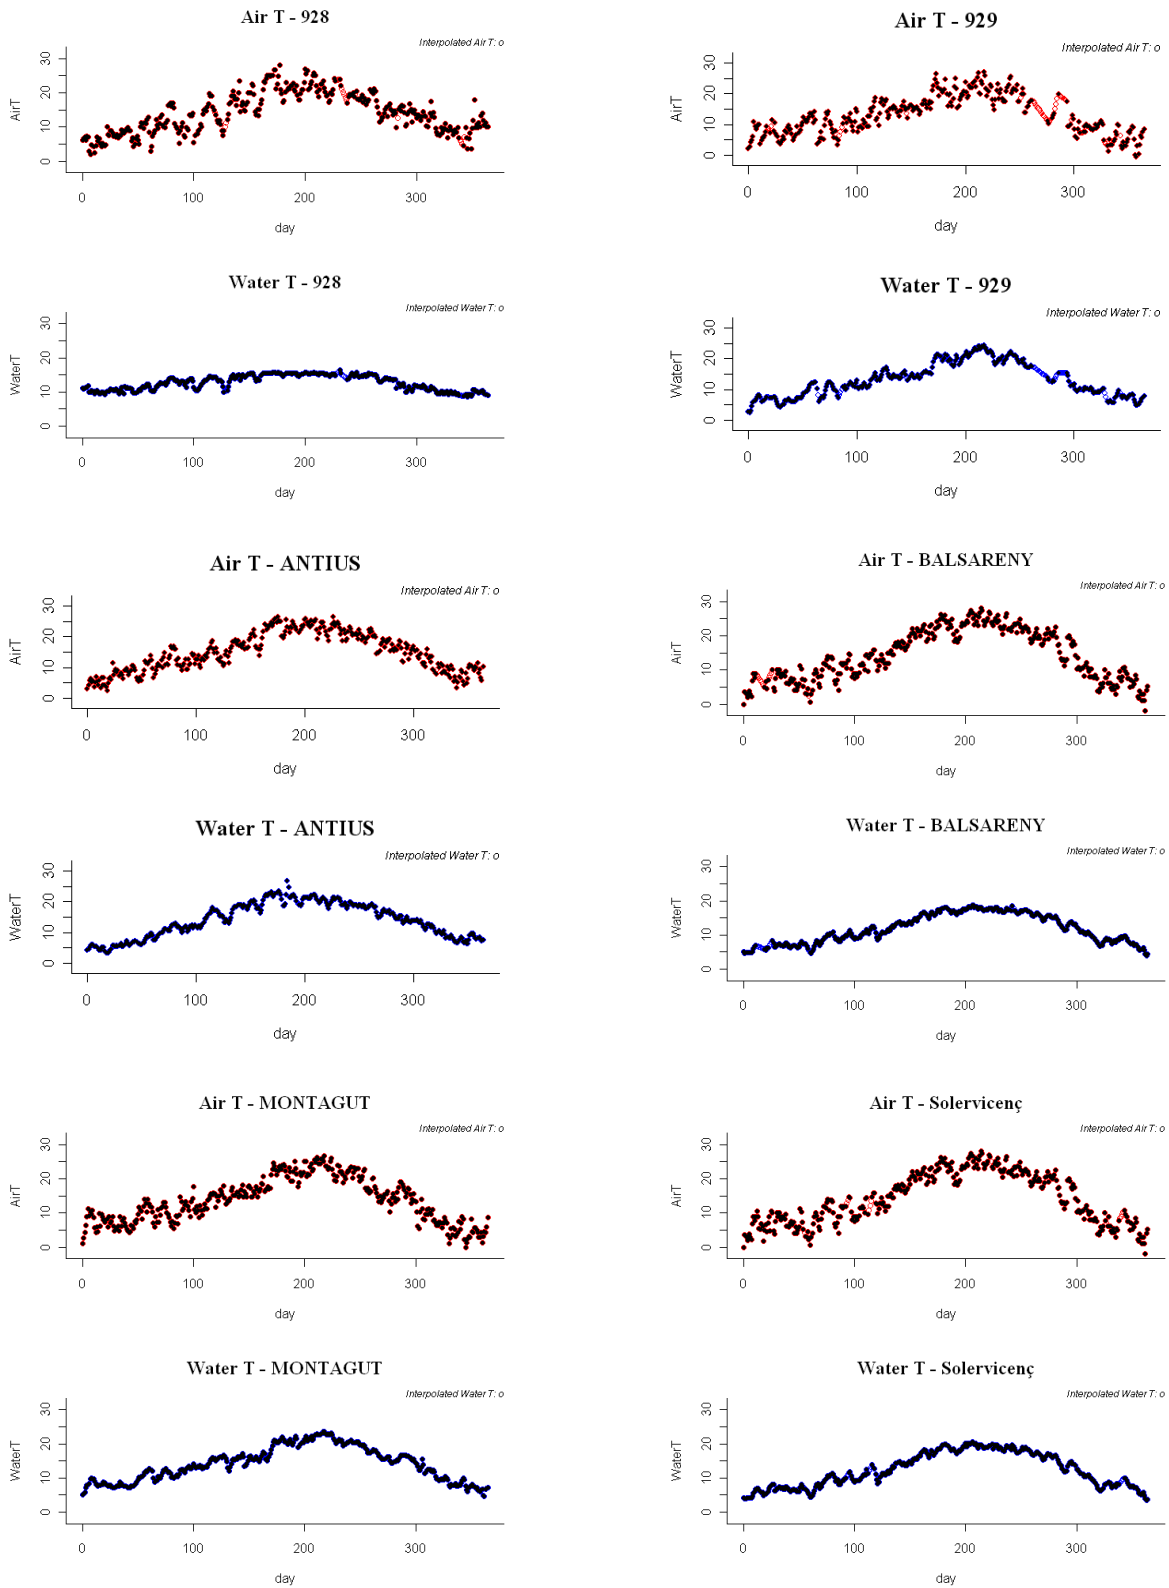 Air T - 928
Interpolated Air T: o
AirT
0
10
20
30
0
100
200
300
day
Air T - 929
Interpolated Air T: o
AirT
0
10
20
30
0
100
200
300
day
Water T - 928
Interpolated Water T: o
WaterT
0
10
20
30
0
100
200
300
day
Water T - 929
Interpolated Water T: o
WaterT
0
10
20
30
0
100
200
300
day
Air T - ANTIUS
Interpolated Air T: o
AirT
0
10
20
30
0
100
200
300
day
Air T - BALSARENY
Interpolated Air T: o
AirT
0
10
20
30
0
100
200
300
day
Water T - ANTIUS
Interpolated Water T: o
WaterT
0
10
20
30
0
100
200
300
day
Water T - BALSARENY
Interpolated Water T: o
WaterT
0
10
20
30
0
100
200
300
day
Air T - MONTAGUT
Interpolated Air T: o
AirT
0
10
20
30
0
100
200
300
day
Air T - Solervicenç
Interpolated Air T: o
AirT
0
10
20
30
0
100
200
300
day
Water T - MONTAGUT
Interpolated Water T: o
WaterT
0
10
20
30
0
100
200
300
day
Water T - Solervicenç
Interpolated Water T: o
WaterT
0
10
20
30
0
100
200
300
day